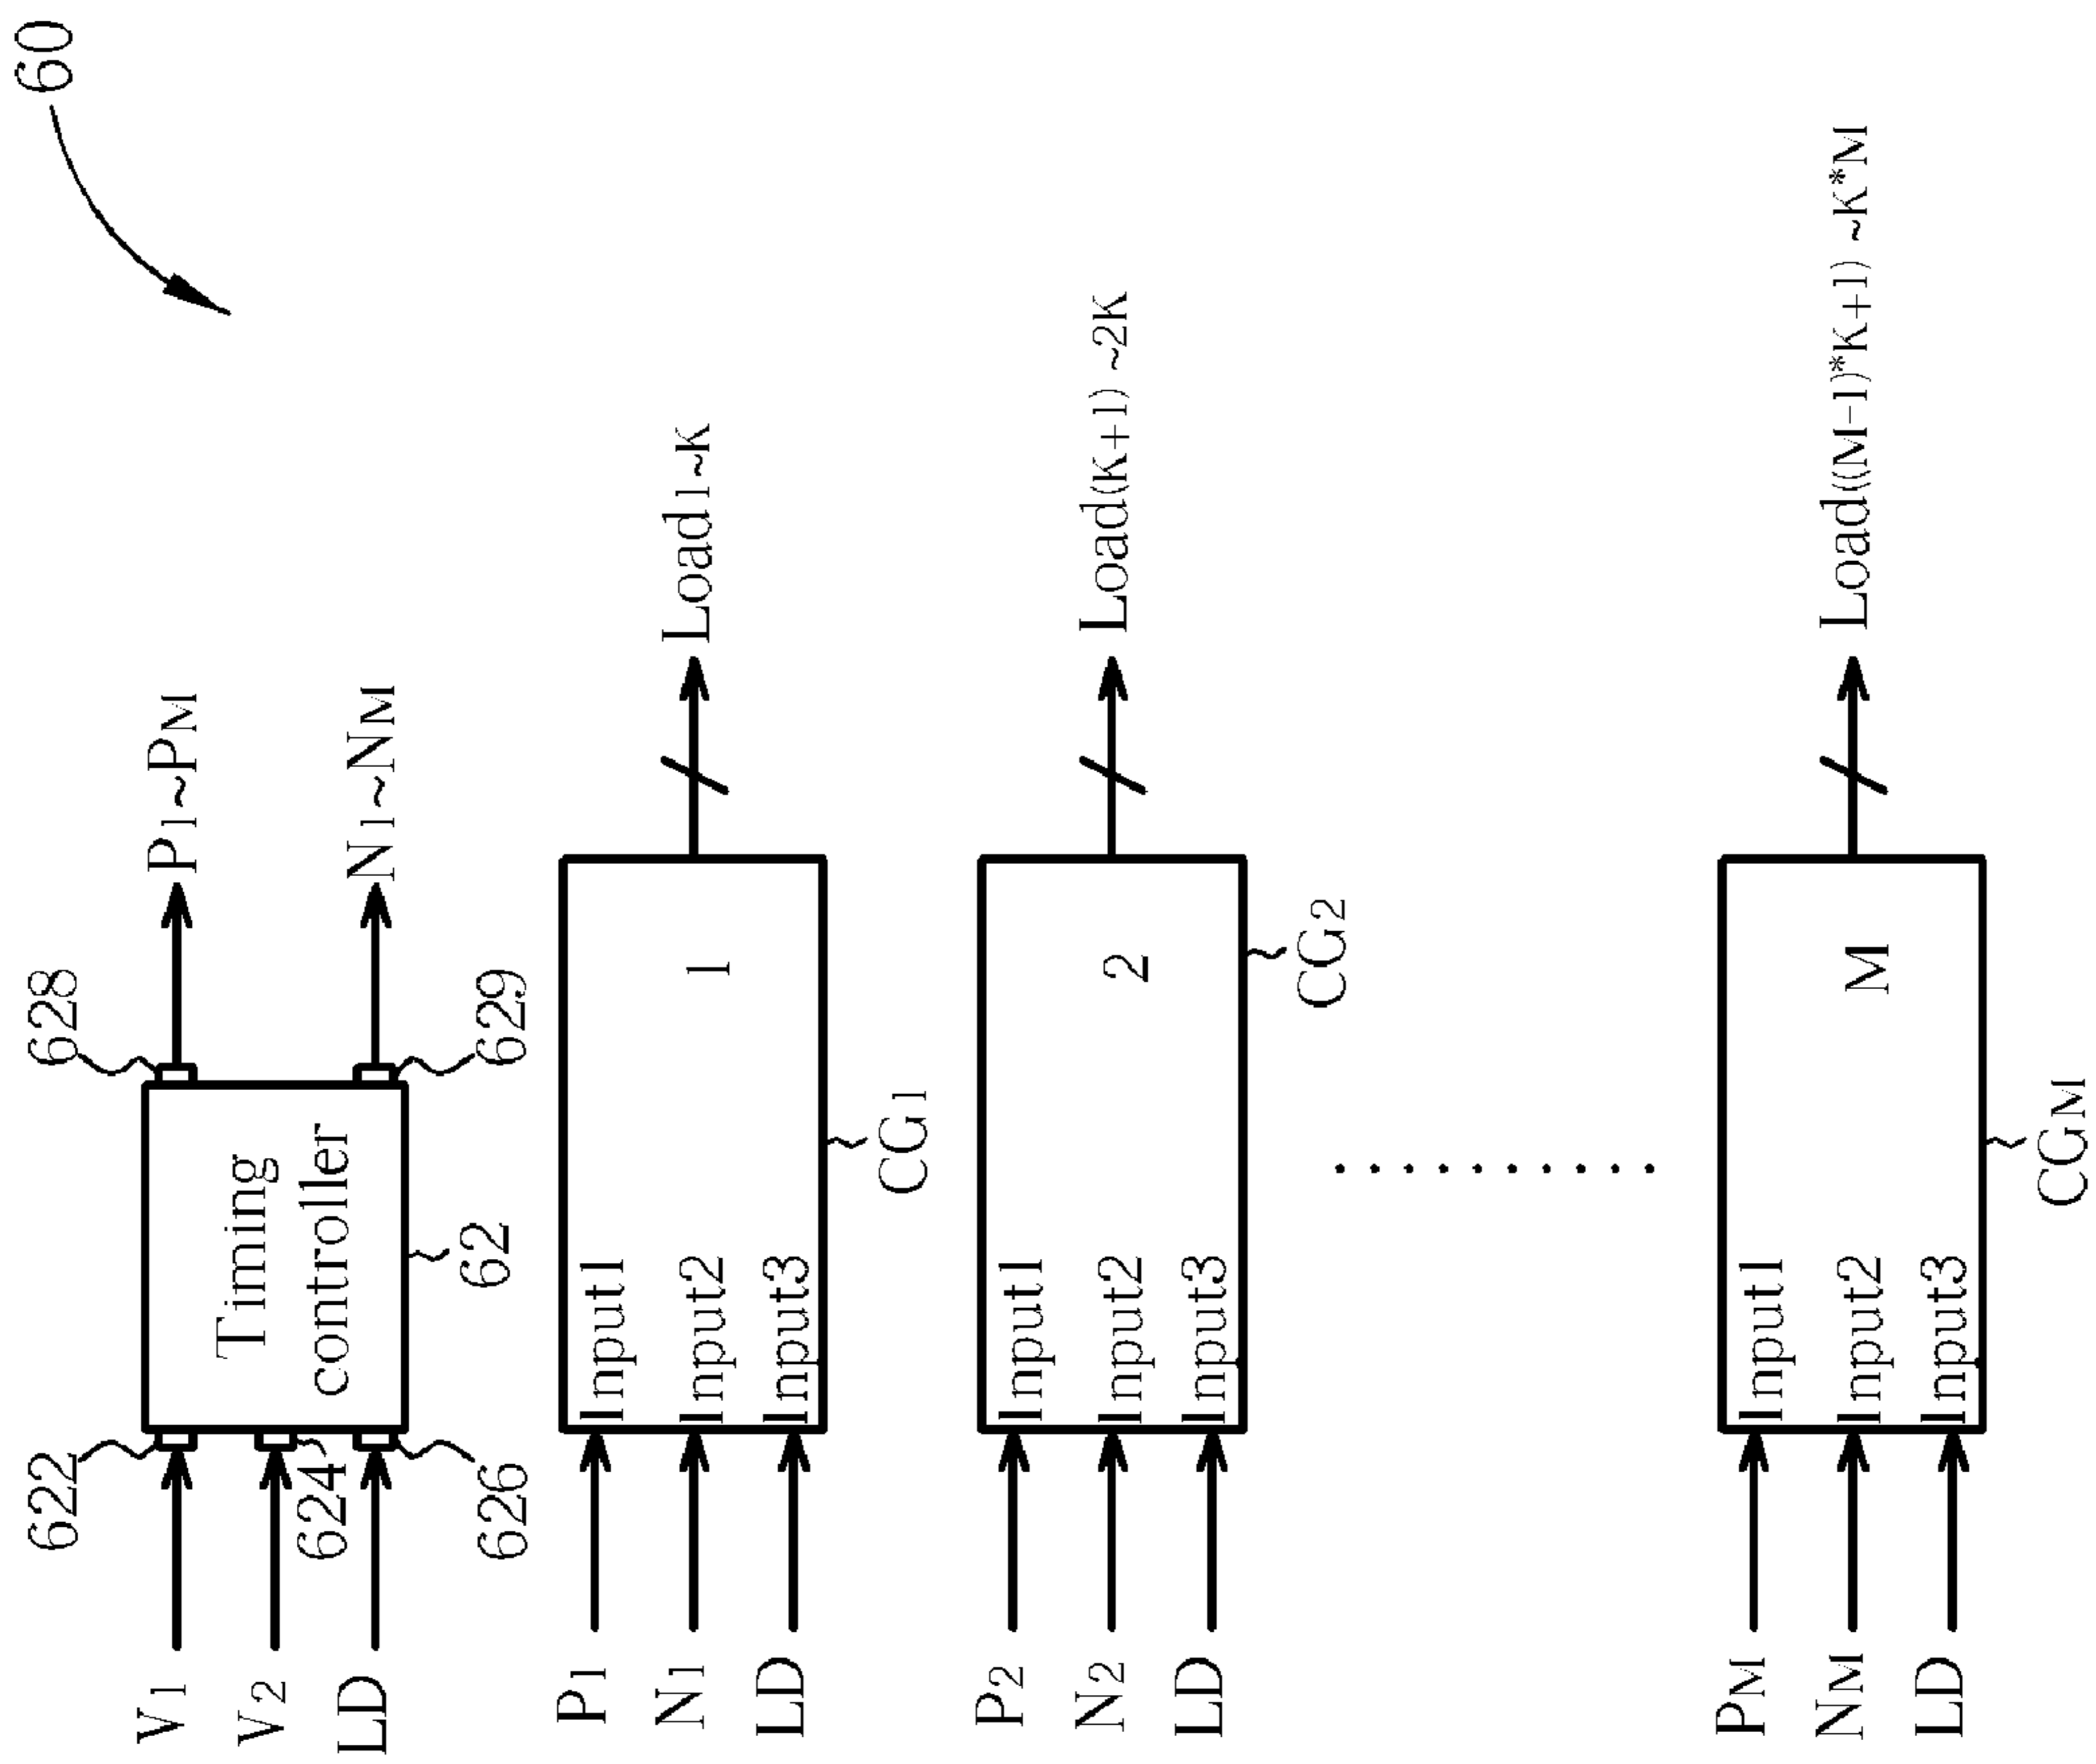 60
622
628
V1
V2
LD
Timing
controller
P1~PM
N1~NM
624
626
629
62
P1
N1
LD
Input1
Input2
Input3
1
Load1~K
CG1
P2
N2
LD
Input1
Input2
Input3
2
Load(K+1)~2K
CG2
PM
NM
LD
Input1
Input2
Input3
M
Load((M-1)*K+1)~K*M
CGM